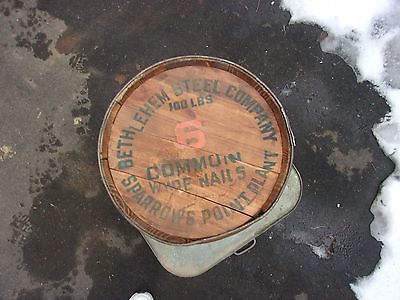 BETHLEHEM STEEL COMPANY
100 LBS
6
COMMON
WIRE NAILS
SPARROWS POINT PLANT